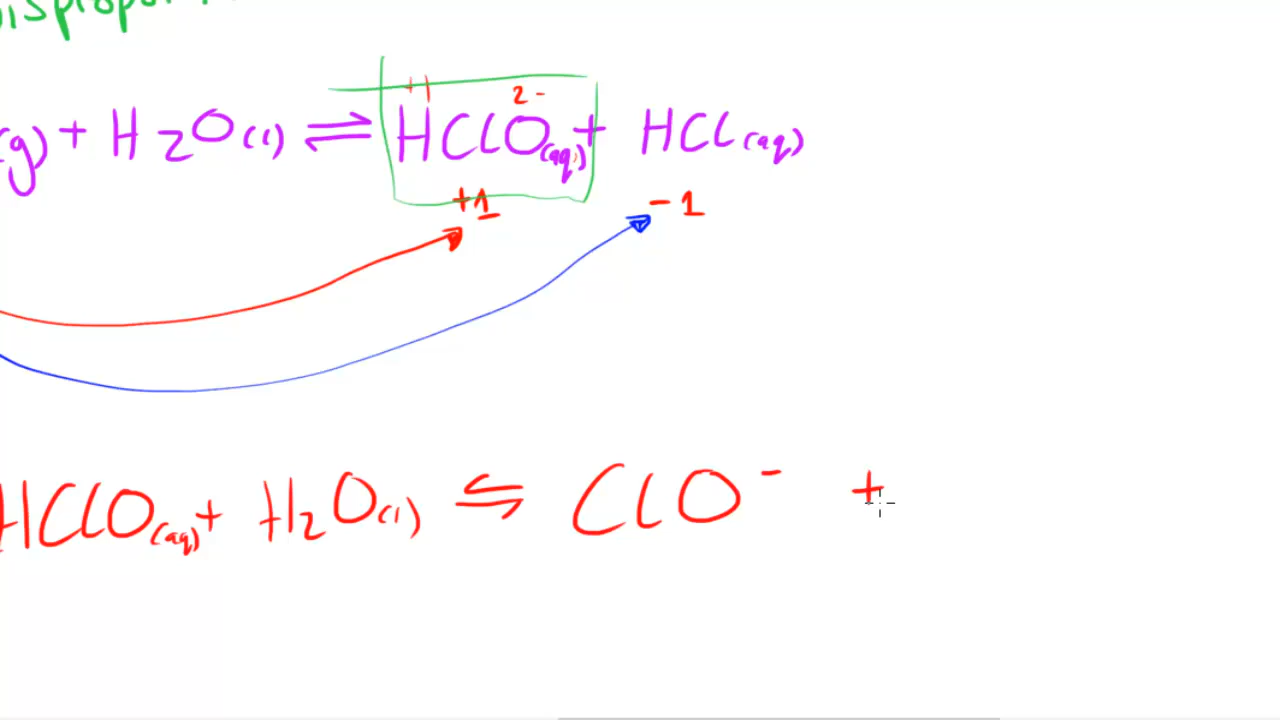 +1 2-
(g) + H2O(l) ⇌ HClO(aq) + HCl(aq)
+1 -1
HClO(aq) + H2O(l) ⇌ ClO⁻ +